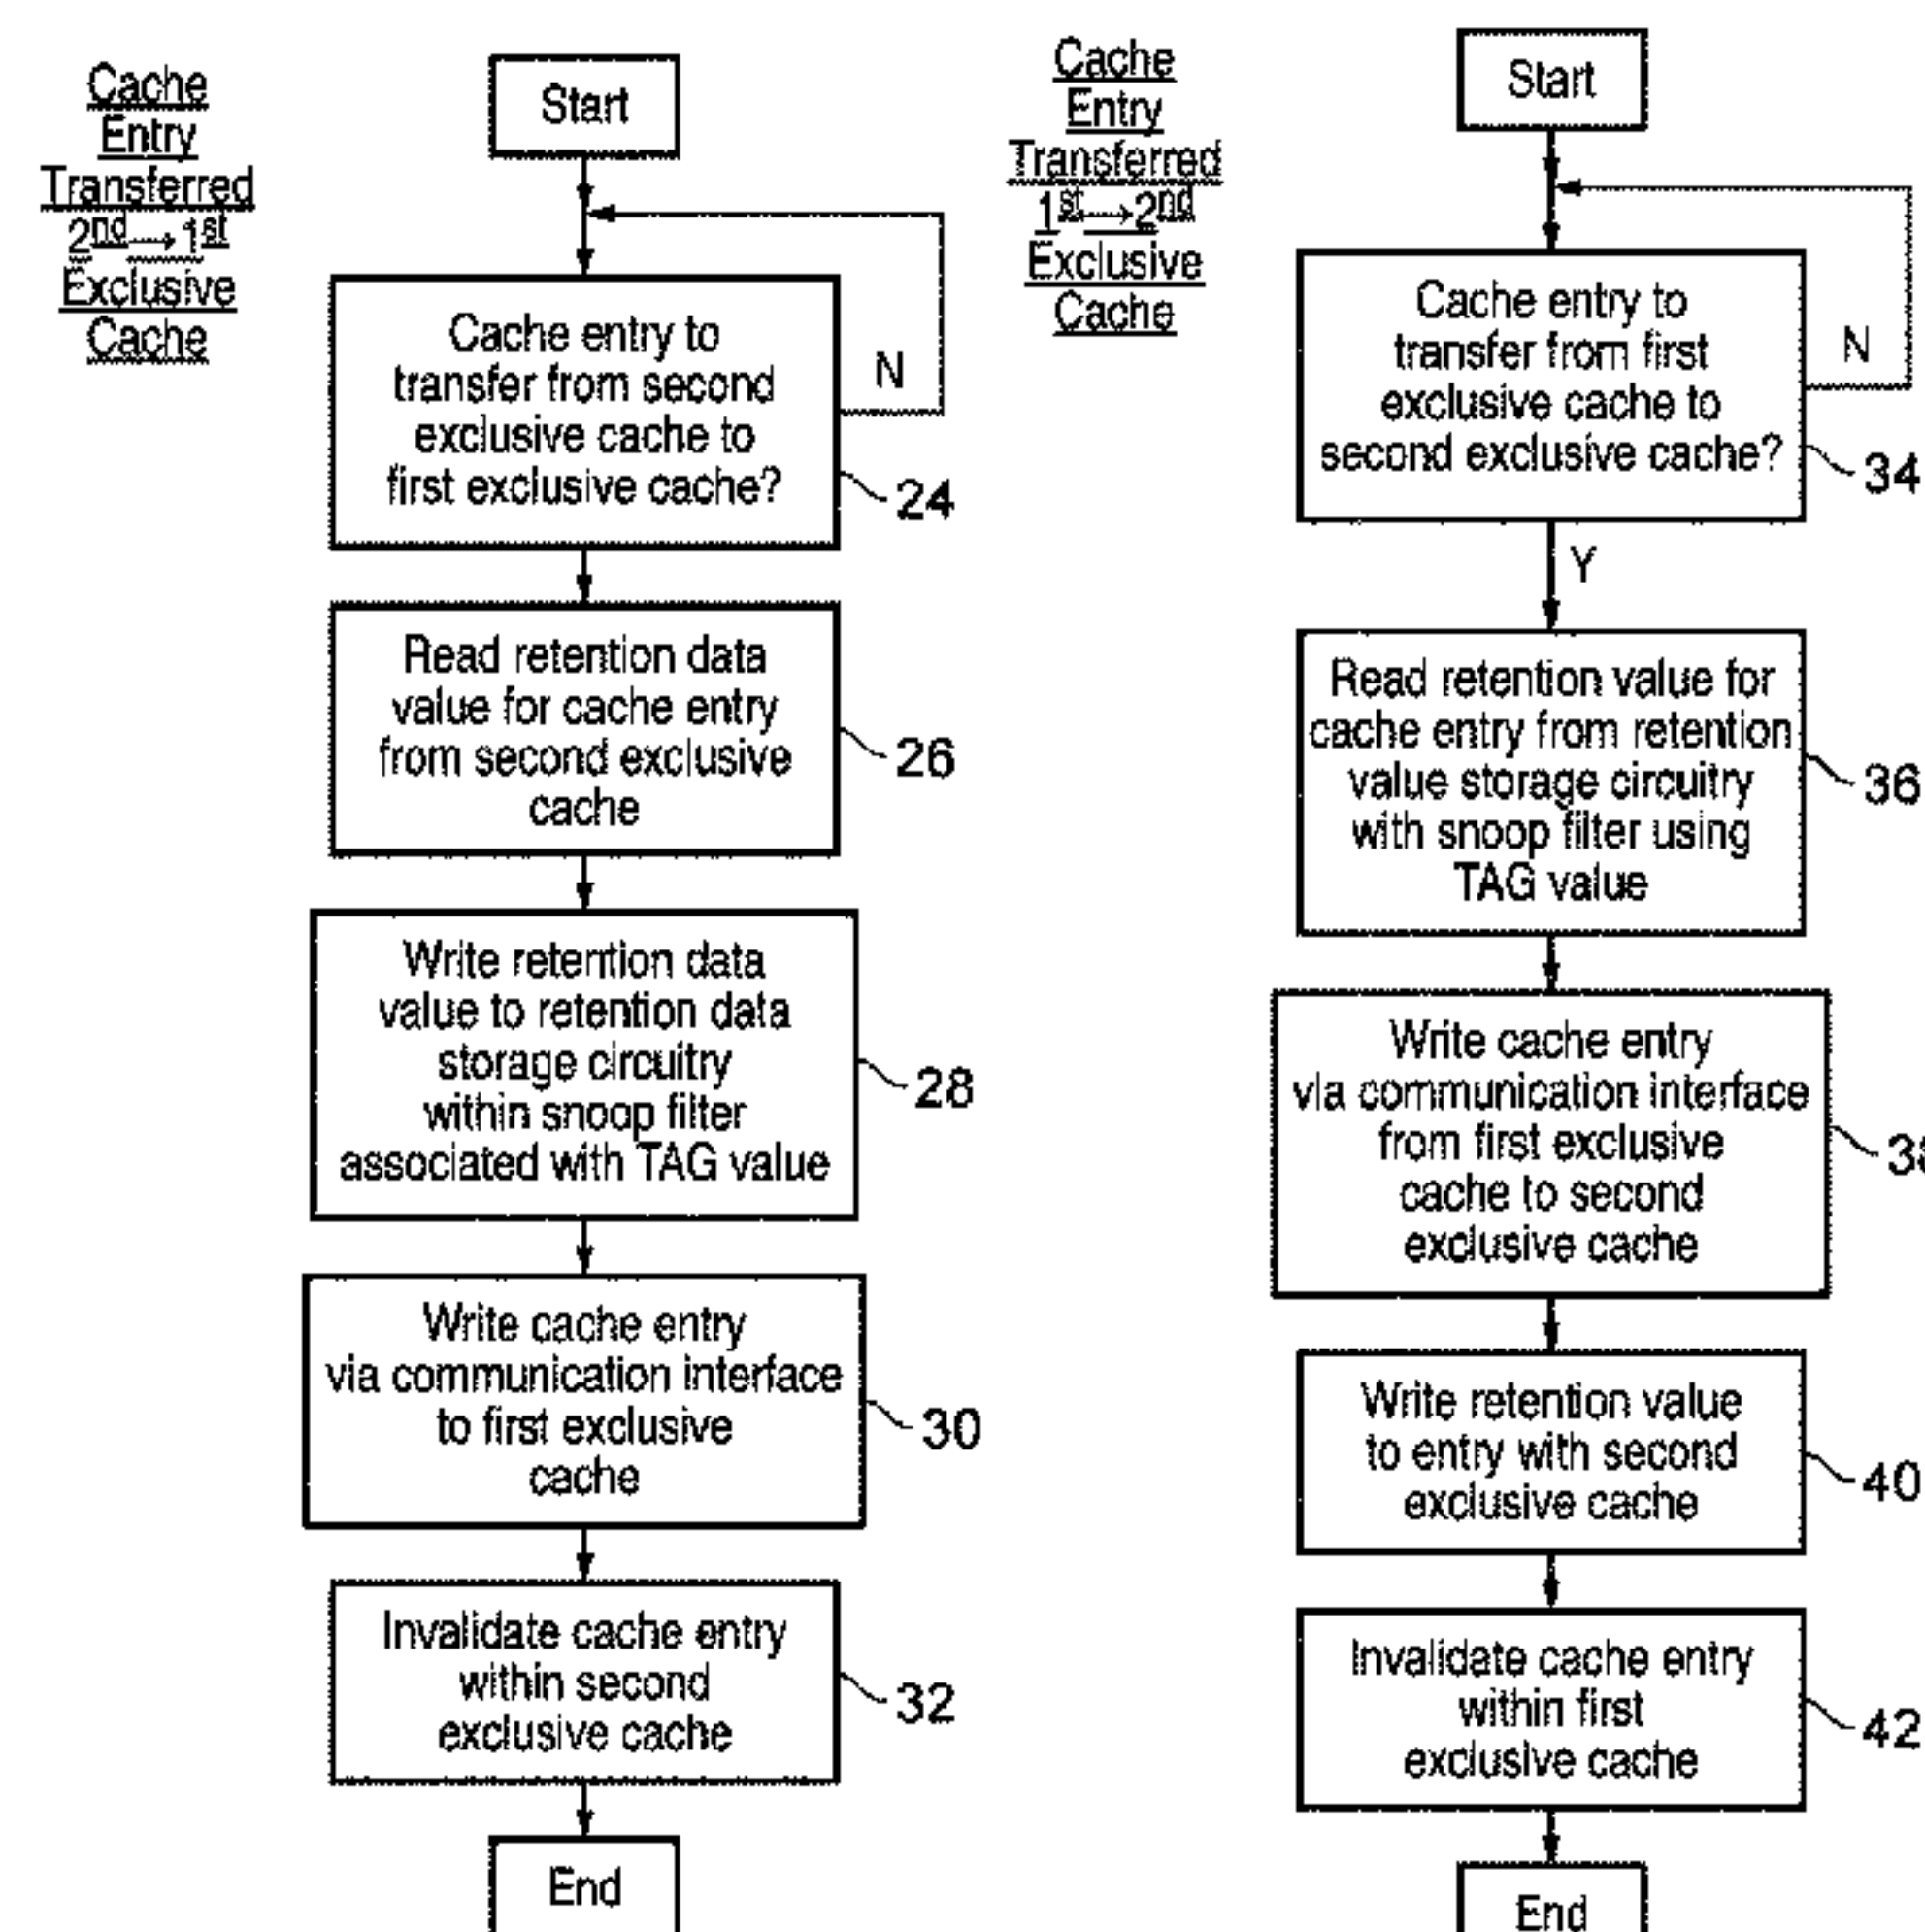 Cache
Entry
Transferred
2nd→1st
Exclusive
Cache
Start
Cache entry to
transfer from second
exclusive cache to
first exclusive cache?
N
24
Read retention data
value for cache entry
from second exclusive
cache
26
Write retention data
value to retention data
storage circuitry
within snoop filter
associated with TAG value
28
Write cache entry
via communication interface
to first exclusive
cache
30
Invalidate cache entry
within second
exclusive cache
32
End
Cache
Entry
Transferred
1st→2nd
Exclusive
Cache
Start
Cache entry to
transfer from first
exclusive cache to
second exclusive cache?
N
34
Y
Read retention value for
cache entry from retention
value storage circuitry
with snoop filter using
TAG value
36
Write cache entry
via communication interface
from first exclusive
cache to second
exclusive cache
Write retention value
to entry with second
exclusive cache
40
Invalidate cache entry
within first
exclusive cache
42
End